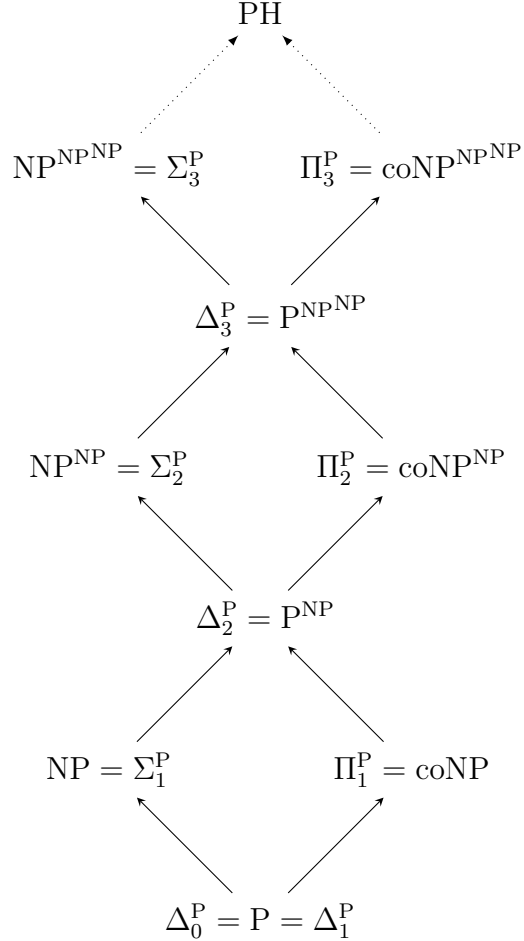 PH
NP^{NP^{NP}} = Σ_3^P
Π_3^P = coNP^{NP^{NP}}
Δ_3^P = P^{NP^{NP}}
NP^{NP} = Σ_2^P
Π_2^P = coNP^{NP}
Δ_2^P = P^{NP}
NP = Σ_1^P
Π_1^P = coNP
Δ_0^P = P = Δ_1^P